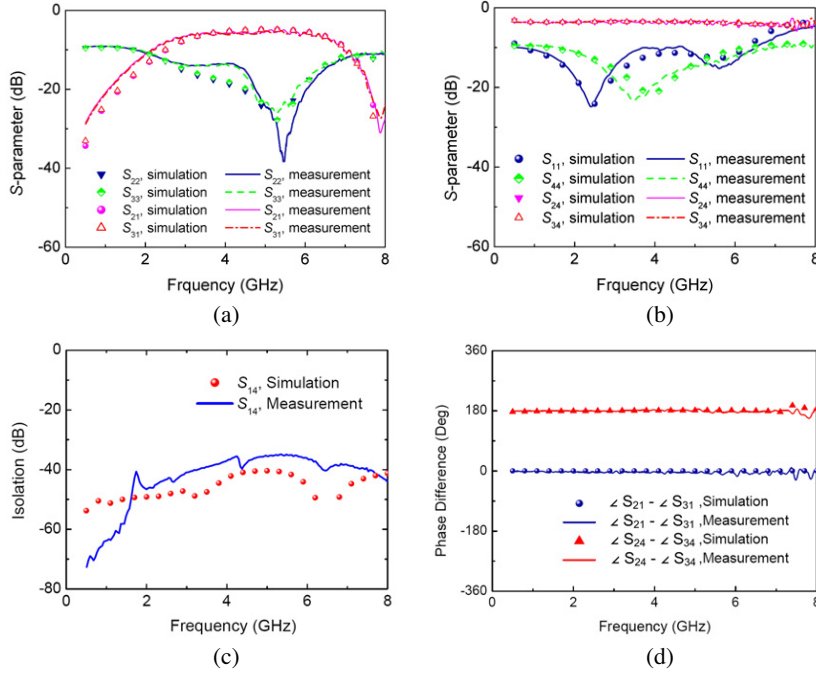 0
-20
-40
-60
S-parameter (dB)
S22, simulation
S22, measurement
S33, simulation
S33, measurement
S21, simulation
S21, measurement
S31, simulation
S31, measurement
0 2 4 6 8
Frquency (GHz)
(a)
0
-20
-40
-60
S-parameter (dB)
S11, simulation
S11, measurement
S44, simulation
S44, measurement
S24, simulation
S24, measurement
S34, simulation
S34, measurement
0 2 4 6 8
Frquency (GHz)
(b)
0
-20
-40
-60
-80
Isolation (dB)
S14, Simulation
S14, Measurement
0 2 4 6 8
Frequency (GHz)
(c)
360
180
0
-180
-360
Phase Difference (Deg)
∠ S21 - ∠ S31 ,Simulation
∠ S21 - ∠ S31 ,Measurement
∠ S24 - ∠ S34 ,Simulation
∠ S24 - ∠ S34 ,Measurement
0 2 4 6 8
Frequency (GHz)
(d)